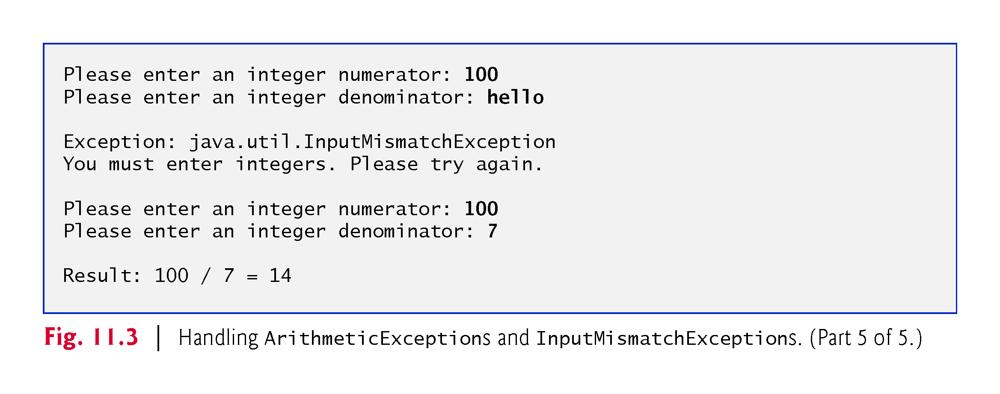 Please enter an integer numerator: 100
Please enter an integer denominator: hello
Exception: java.util.InputMismatchException
You must enter integers. Please try again.
Please enter an integer numerator: 100
Please enter an integer denominator: 7
Result: 100 / 7 = 14
Fig. 11.3 | Handling ArithmeticExceptions and InputMismatchExceptions. (Part 5 of 5.)